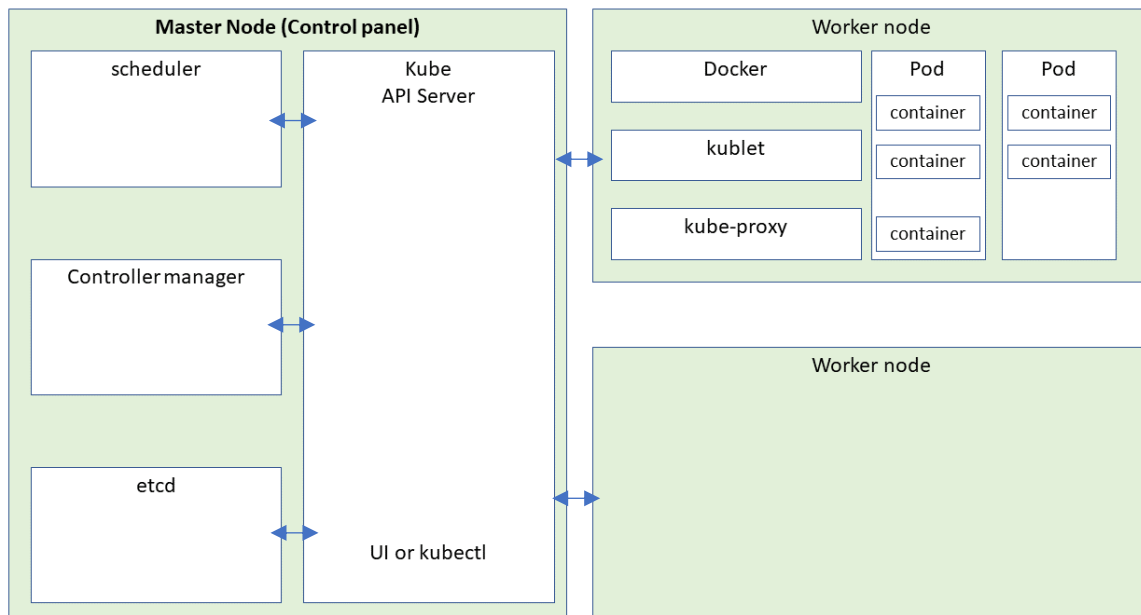 Master Node (Control panel)
scheduler
Kube
API Server
Controller manager
etcd
UI or kubectl
Worker node
Docker
kublet
kube-proxy
Pod
container
container
container
Pod
container
container
Worker node